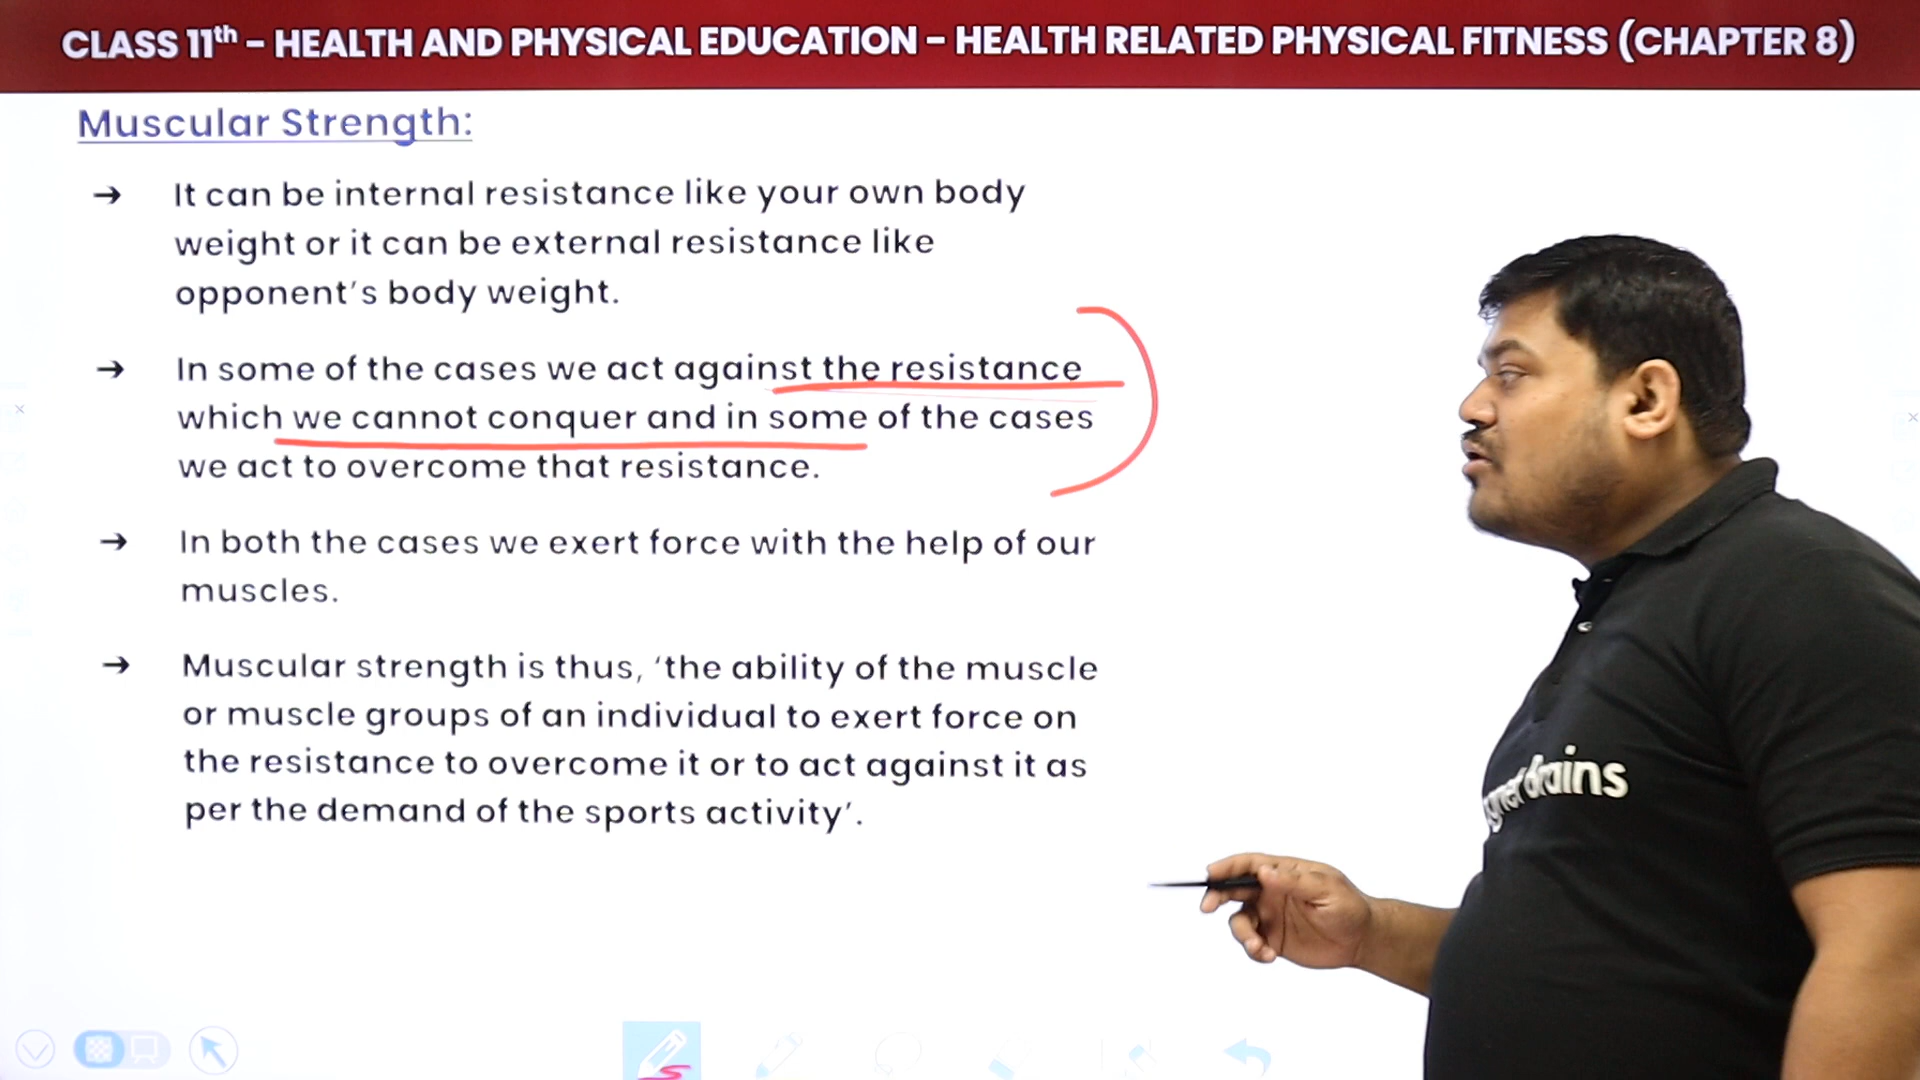 CLASS 11th – HEALTH AND PHYSICAL EDUCATION – HEALTH RELATED PHYSICAL FITNESS (CHAPTER 8)
Muscular Strength:
➔ It can be internal resistance like your own body
weight or it can be external resistance like
opponent's body weight.
➔ In some of the cases we act against the resistance
which we cannot conquer and in some of the cases
we act to overcome that resistance.
➔ In both the cases we exert force with the help of our
muscles.
➔ Muscular strength is thus, 'the ability of the muscle
or muscle groups of an individual to exert force on
the resistance to overcome it or to act against it as
per the demand of the sports activity'.